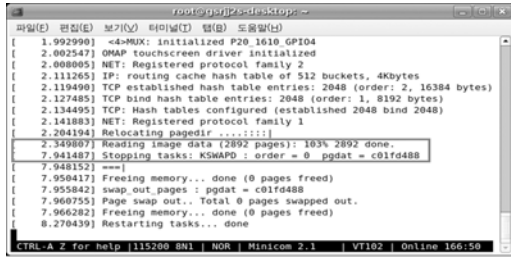 root@gsrjj2s-desktop: ~
파일(F) 편집(E) 보기(V) 터미널(T) 탭(B) 도움말(H)
[ 1.992990] <4>MUX: initialized P20_1610_GPIO4
[ 2.002547] OMAP touchscreen driver initialized
[ 2.008005] NET: Registered protocol family 2
[ 2.111265] IP: routing cache hash table of 512 buckets, 4Kbytes
[ 2.119490] TCP established hash table entries: 2048 (order: 2, 16384 bytes)
[ 2.127485] TCP bind hash table entries: 2048 (order: 1, 8192 bytes)
[ 2.134495] TCP: Hash tables configured (established 2048 bind 2048)
[ 2.141883] NET: Registered protocol family 1
[ 2.204194] Relocating pagedir ....::::|
[ 2.349807] Reading image data (2892 pages): 103% 2892 done.
[ 7.941487] Stopping tasks: KSWAPD : order = 0 pgdat = c01fd488
[ 7.948152] ===|
[ 7.950417] Freeing memory... done (0 pages freed)
[ 7.955842] swap_out_pages : pgdat = c01fd488
[ 7.960755] Page swap out.. Total 0 pages swapped out.
[ 7.966282] Freeing memory... done (0 pages freed)
[ 8.270439] Restarting tasks... done
CTRL-A Z for help |115200 8N1 | NOR | Minicom 2.1 | VT102 | Online 166:50